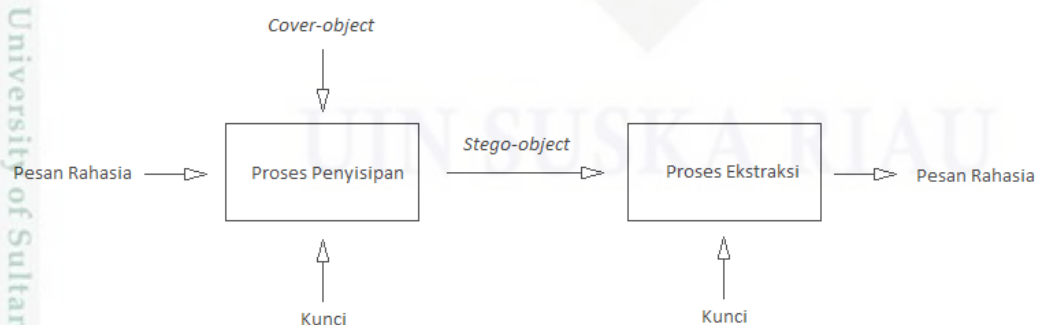 Cover-object
UIN SUSKA RIAU
University of Sultan
Pesan Rahasia
Proses Penyisipan
Stego-object
Proses Ekstraksi
Pesan Rahasia
Kunci
Kunci